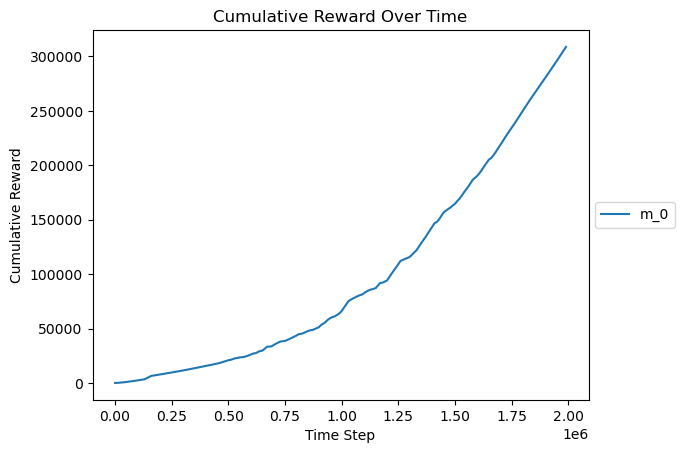 Cumulative Reward Over Time
300000
250000
200000
150000
100000
50000
0
Cumulative Reward
0.00 0.25 0.50 0.75 1.00 1.25 1.50 1.75 2.00
1e6
Time Step
m_0